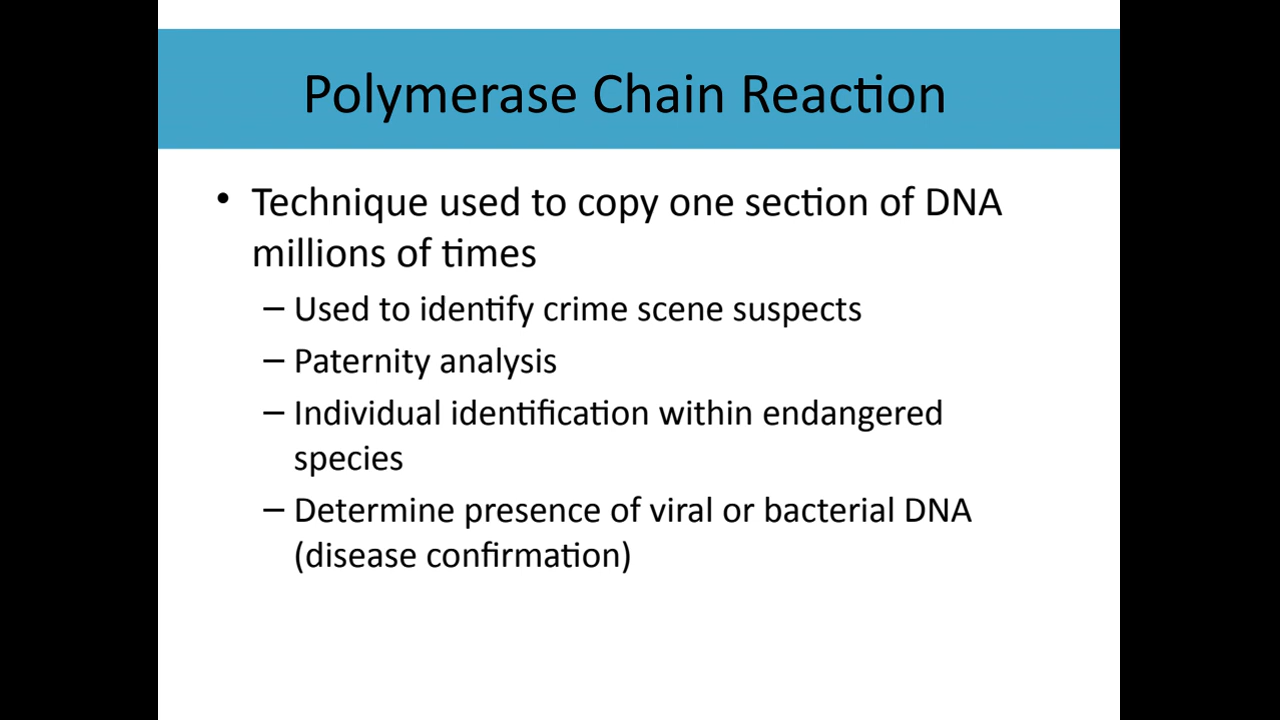 Polymerase Chain Reaction
• Technique used to copy one section of DNA
millions of times
– Used to identify crime scene suspects
– Paternity analysis
– Individual identification within endangered
species
– Determine presence of viral or bacterial DNA
(disease confirmation)